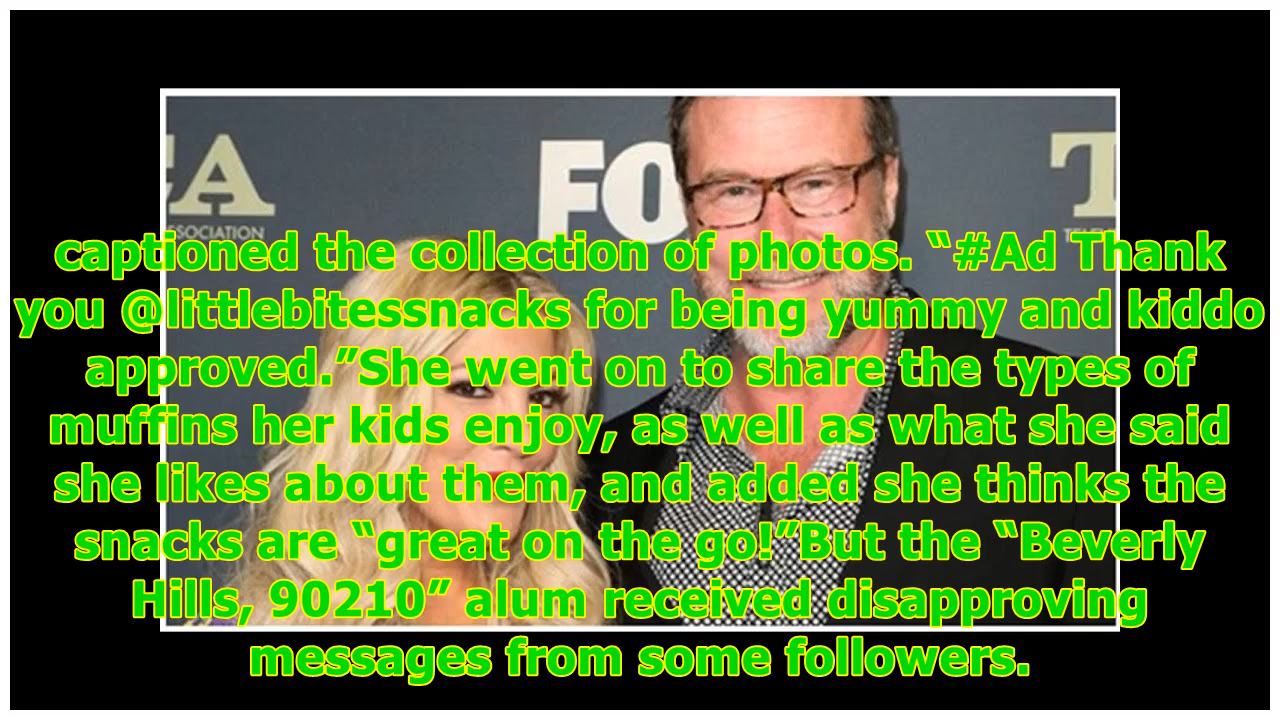 CA
FO
T
SSOCIATION
captioned the collection of photos. “#Ad Thank
you @littlebitessnacks for being yummy and kiddo
approved.”She went on to share the types of
muffins her kids enjoy, as well as what she said
she likes about them, and added she thinks the
snacks are “great on the go!”But the “Beverly
Hills, 90210” alum received disapproving
messages from some followers.